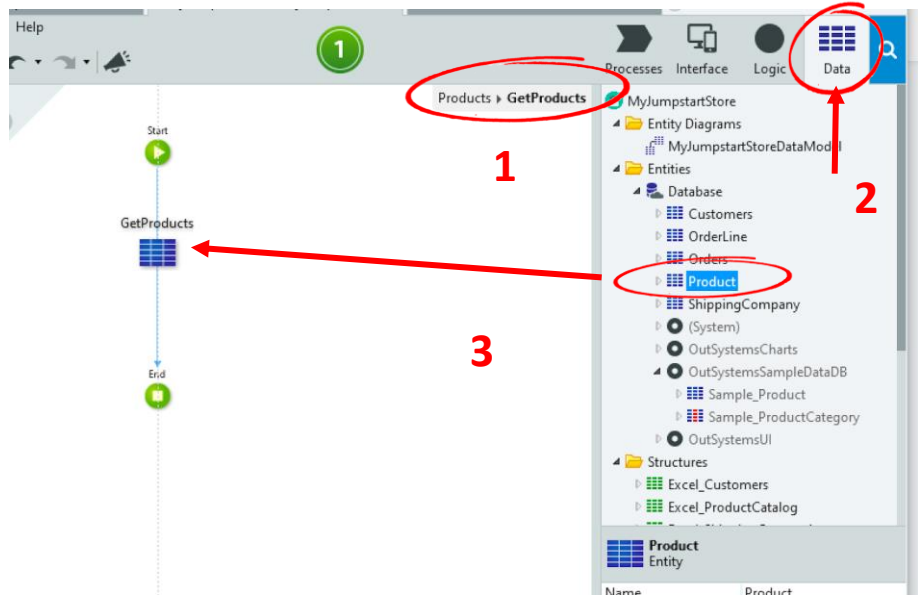 Help
1
Processes Interface Logic Data
Products ▸ GetProducts
MyJumpstartStore
Entity Diagrams
MyJumpstartStoreDataModel
Entities
Database
Customers
OrderLine
Orders
Product
ShippingCompany
(System)
OutSystemsCharts
OutSystemsSampleDataDB
Sample_Product
Sample_ProductCategory
OutSystemsUI
Structures
Excel_Customers
Excel_ProductCatalog
Product
Entity
Name Product
Start
GetProducts
End
1
2
3